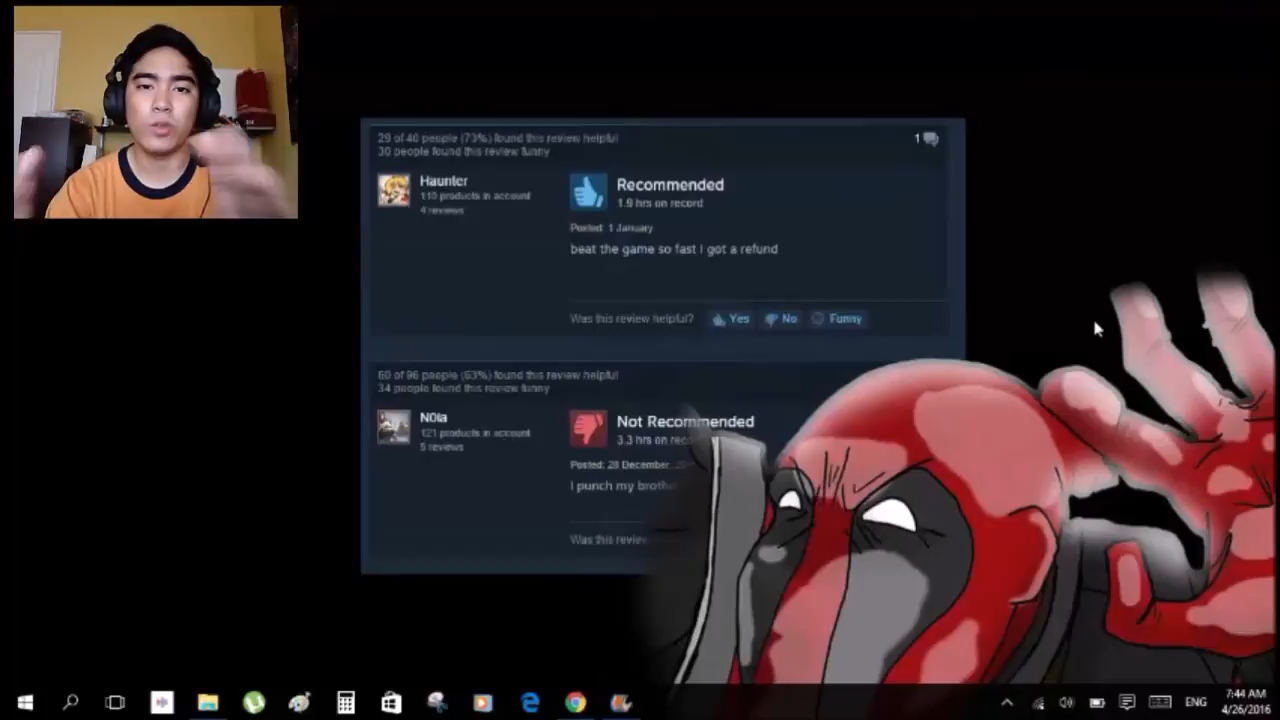 29 of 40 people (73%) found this review helpful
30 people found this review funny
1
Haunter
110 products in account
4 reviews
Recommended
1.9 hrs on record
Posted: 1 January
beat the game so fast I got a refund
Was this review helpful? Yes No Funny
60 of 96 people (63%) found this review helpful
34 people found this review funny
N0la
121 products in account
5 reviews
Not Recommended
3.3 hrs on
Posted: 28 December,
I punch my
Was this
ENG
7:44 AM
4/26/2016